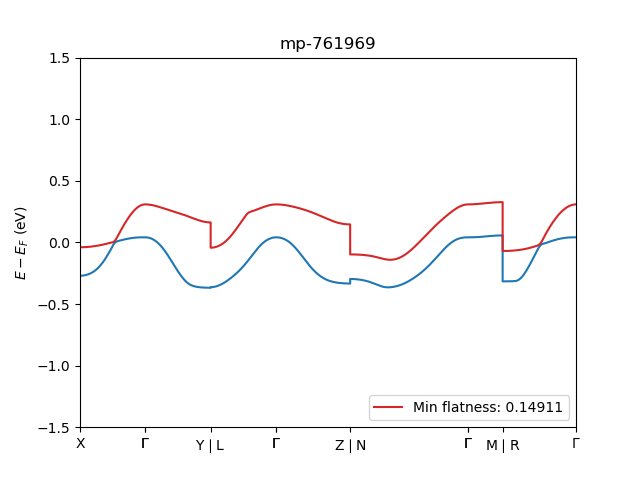 mp-761969
1.5
1.0
0.5
0.0
−0.5
−1.0
−1.5
E − E_F (eV)
Min flatness: 0.14911
X Γ Y | L Γ Z | N Γ M | R Γ